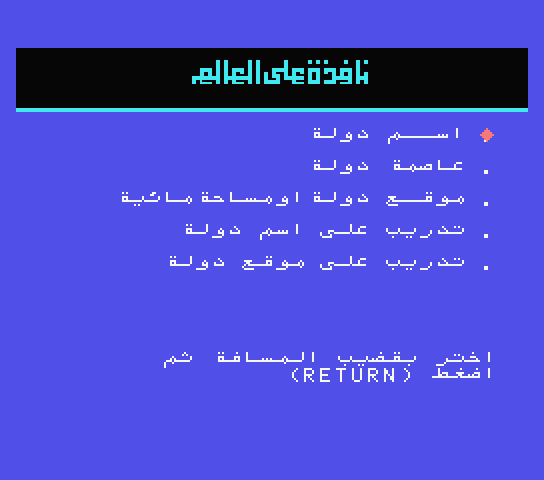 نافذة على العالم
اسم دولة
عاصمة دولة
موقع دولة اومساحة مائية
تدريب على اسم دولة
تدريب على موقع دولة
اختر بقضيب المسافة ثم
اضغط (RETURN)